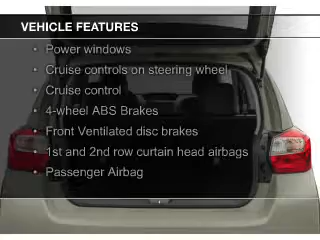 VEHICLE FEATURES
• Power windows
• Cruise controls on steering wheel
• Cruise control
• 4-wheel ABS Brakes
• Front Ventilated disc brakes
• 1st and 2nd row curtain head airbags
• Passenger Airbag